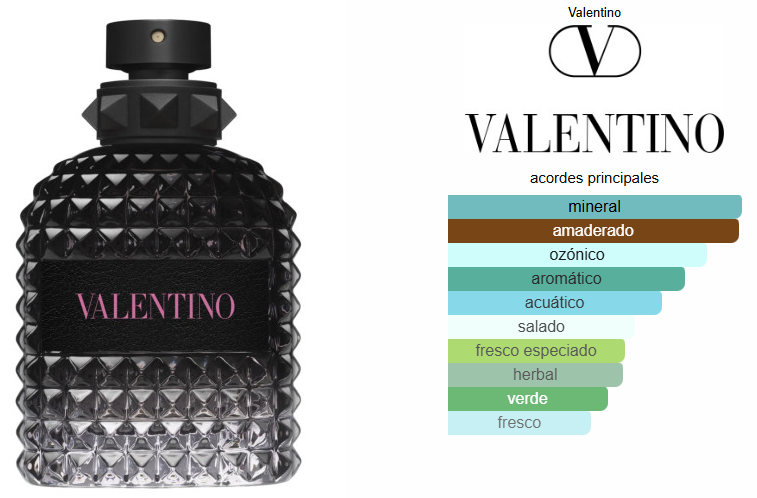 VALENTINO
Valentino
V
VALENTINO
acordes principales
mineral
amaderado
ozónico
aromático
acuático
salado
fresco especiado
herbal
verde
fresco